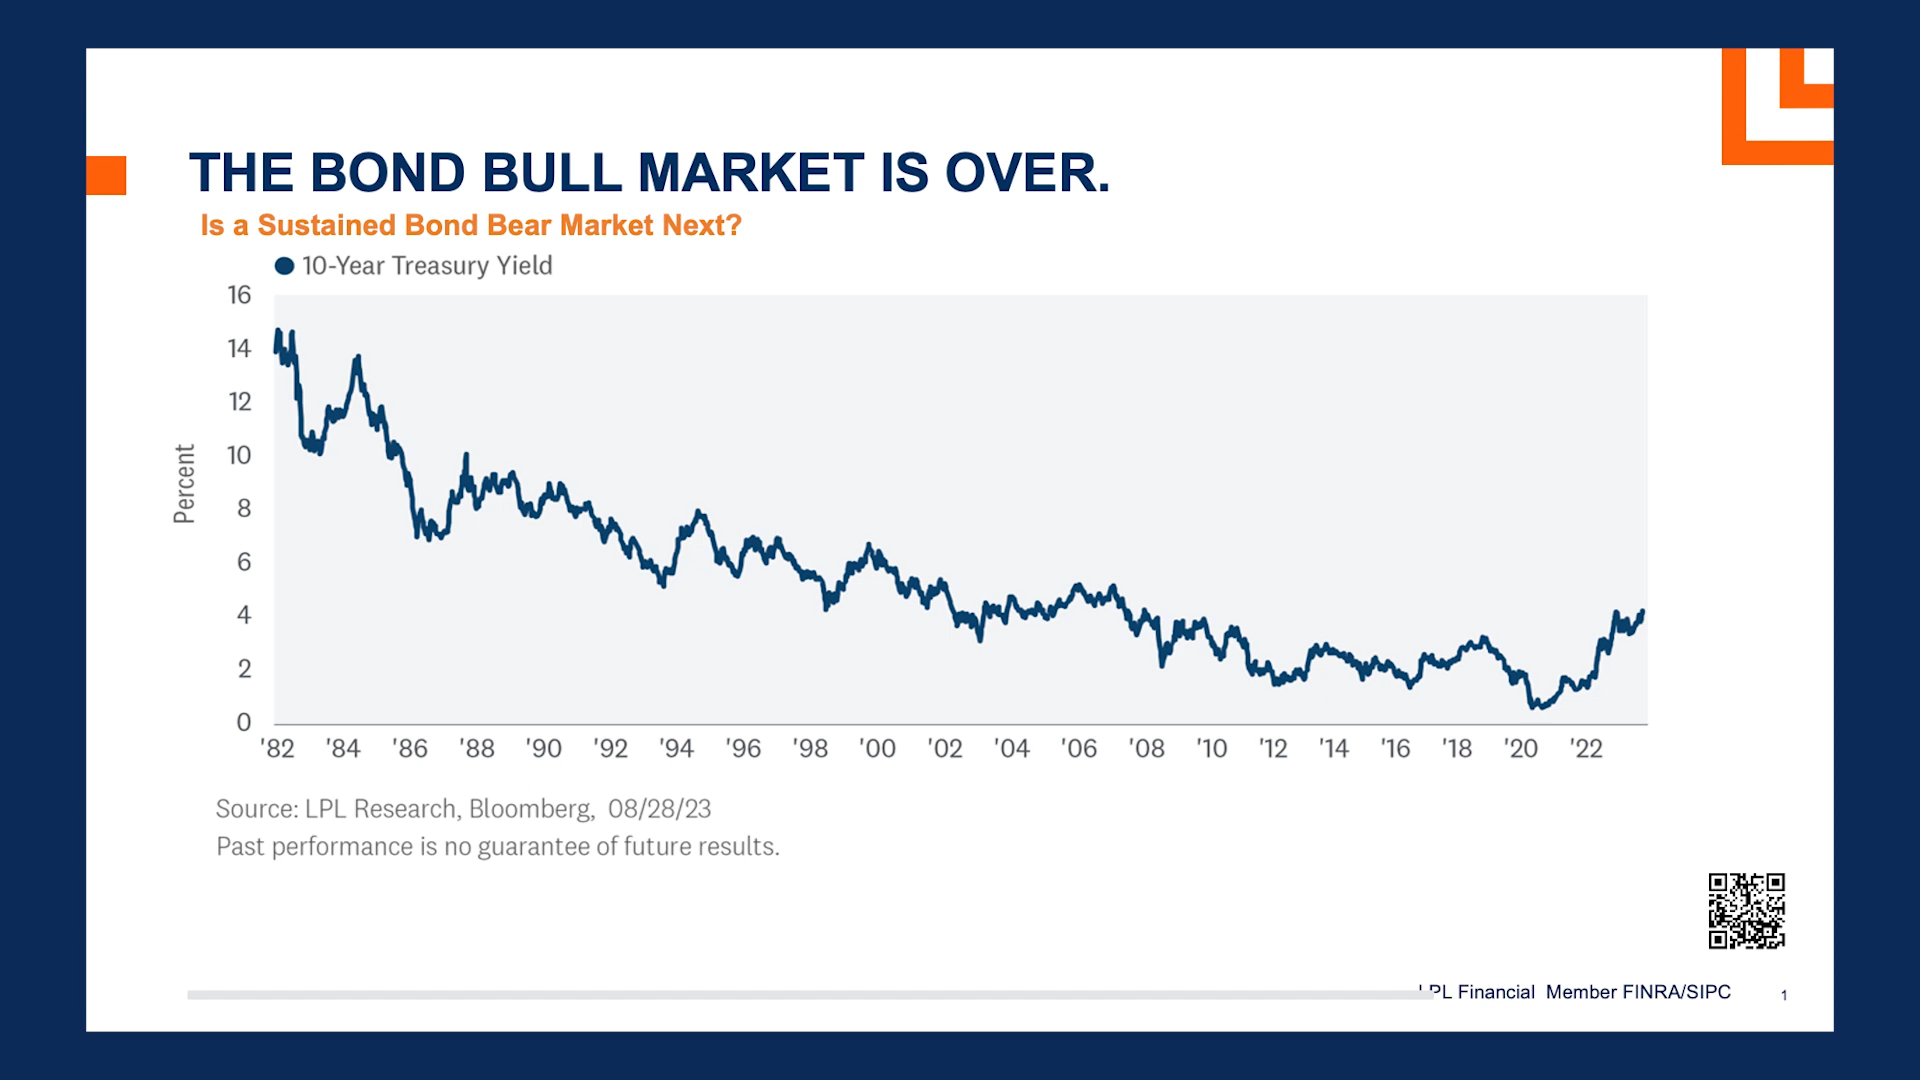 THE BOND BULL MARKET IS OVER.
Is a Sustained Bond Bear Market Next?
10-Year Treasury Yield
16
14
12
10
8
6
4
2
0
Percent
'82 '84 '86 '88 '90 '92 '94 '96 '98 '00 '02 '04 '06 '08 '10 '12 '14 '16 '18 '20 '22
Source: LPL Research, Bloomberg, 08/28/23
Past performance is no guarantee of future results.
LPL Financial Member FINRA/SIPC
1